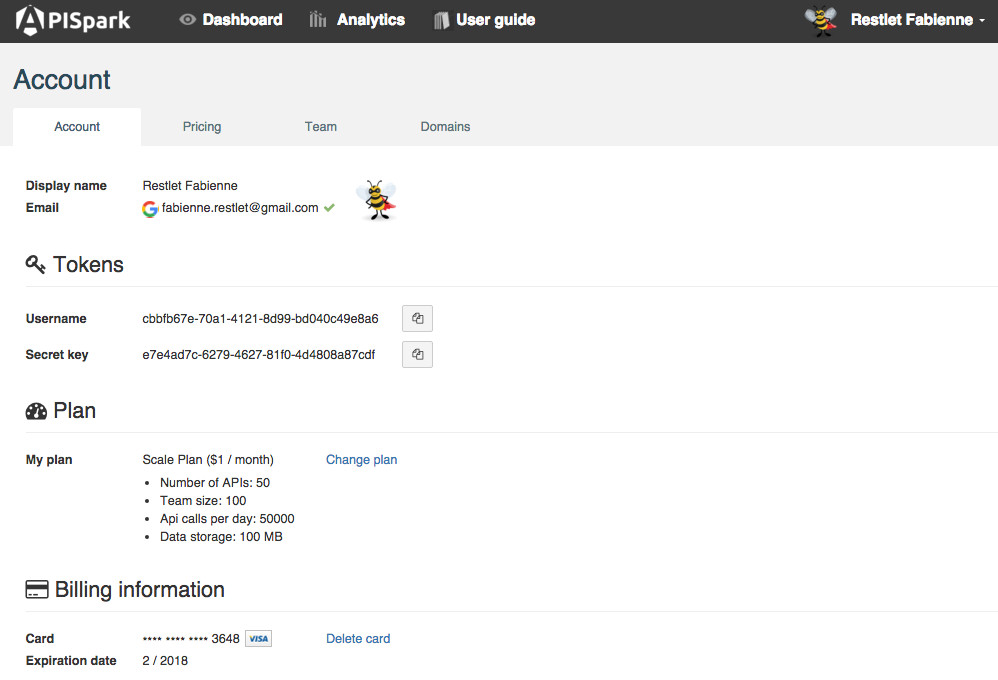 APISpark Dashboard Analytics User guide Restlet Fabienne
Account
Account Pricing Team Domains
Display name Restlet Fabienne
Email fabienne.restlet@gmail.com
Tokens
Username cbbfb67e-70a1-4121-8d99-bd040c49e8a6
Secret key e7e4ad7c-6279-4627-81f0-4d4808a87cdf
Plan
My plan Scale Plan ($1 / month) Change plan
• Number of APIs: 50
• Team size: 100
• Api calls per day: 50000
• Data storage: 100 MB
Billing information
Card •••• •••• •••• 3648 VISA Delete card
Expiration date 2 / 2018